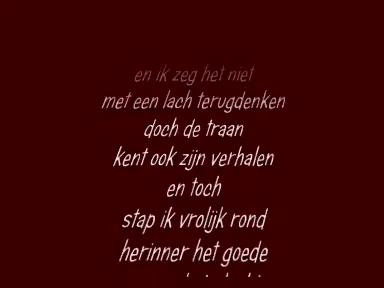 en ik zeg het niet
met een lach terugdenken
doch de traan
kent ook zijn verhalen
en toch
stap ik vrolijk rond
herinner het goede